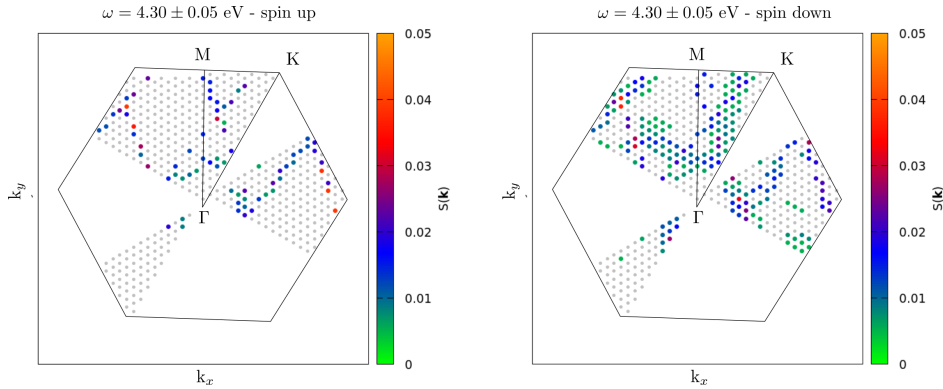 ω = 4.30 ± 0.05 eV - spin up
M
K
Γ
k_y
k_x
0.05
0.04
0.03
0.02
0.01
0
S(k)
ω = 4.30 ± 0.05 eV - spin down
M
K
Γ
k_y
k_x
0.05
0.04
0.03
0.02
0.01
0
S(k)